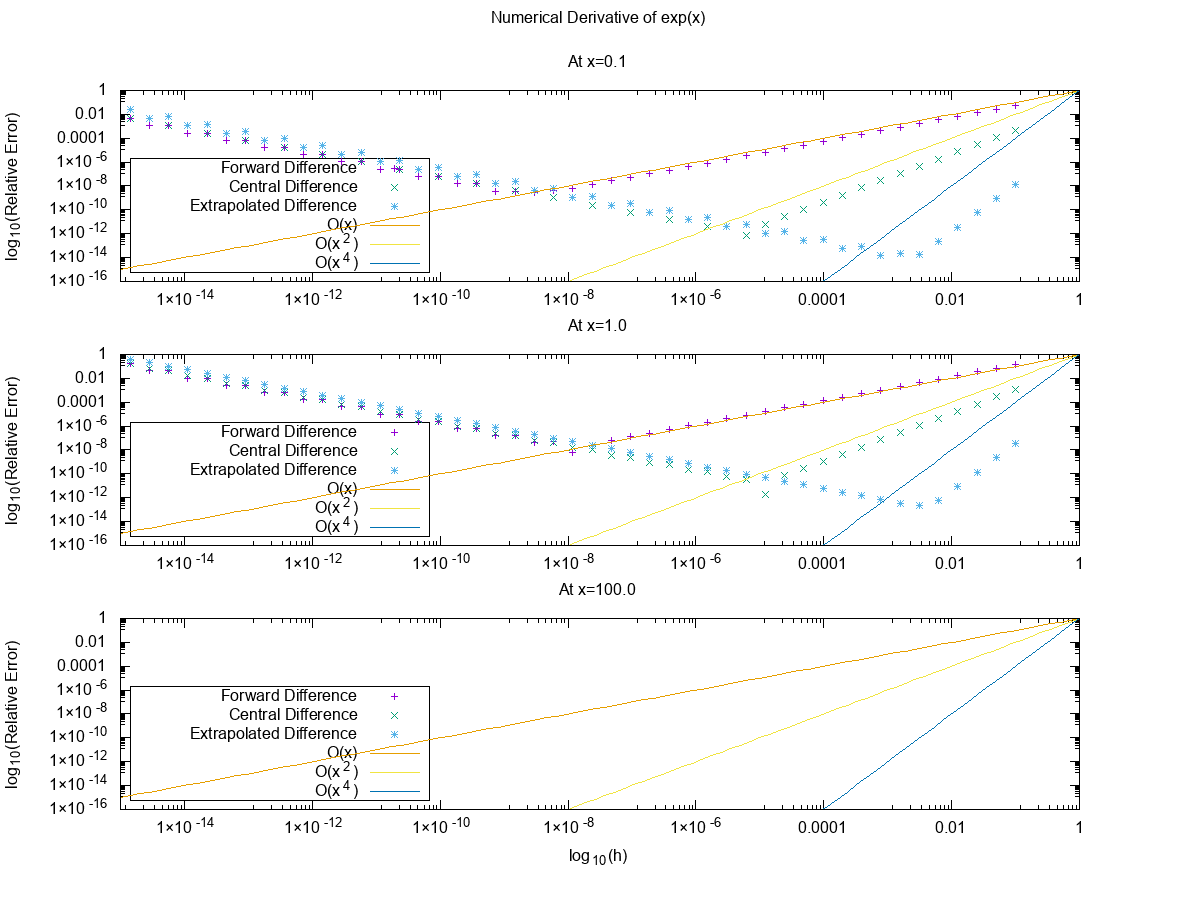 Numerical Derivative of exp(x)
At x=0.1
log10(Relative Error)
1
0.01
0.0001
1×10-6
1×10-8
1×10-10
1×10-12
1×10-14
1×10-16
Forward Difference
Central Difference
Extrapolated Difference
O(x)
O(x2)
O(x4)
1×10-14 1×10-12 1×10-10 1×10-8 1×10-6 0.0001 0.01 1
At x=1.0
log10(Relative Error)
1
0.01
0.0001
1×10-6
1×10-8
1×10-10
1×10-12
1×10-14
1×10-16
Forward Difference
Central Difference
Extrapolated Difference
O(x)
O(x2)
O(x4)
1×10-14 1×10-12 1×10-10 1×10-8 1×10-6 0.0001 0.01 1
At x=100.0
log10(Relative Error)
1
0.01
0.0001
1×10-6
1×10-8
1×10-10
1×10-12
1×10-14
1×10-16
Forward Difference
Central Difference
Extrapolated Difference
O(x)
O(x2)
O(x4)
1×10-14 1×10-12 1×10-10 1×10-8 1×10-6 0.0001 0.01 1
log10(h)